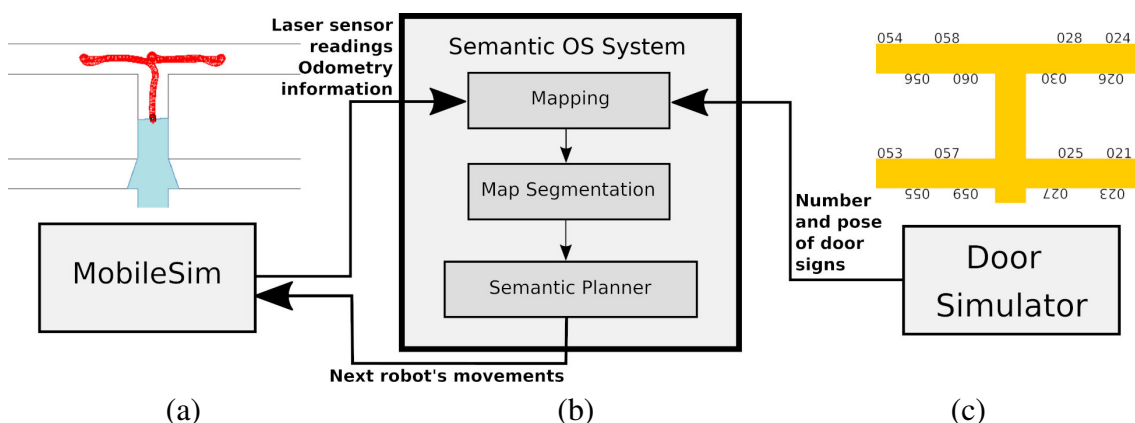 Laser sensor
readings
Odometry
information
Semantic OS System
Mapping
Map Segmentation
Semantic Planner
MobileSim
Next robot's movements
Number
and pose
of door
signs
Door
Simulator
054 058 028 024
056 060 030 026
053 057 025 021
055 059 027 023
(a) (b) (c)